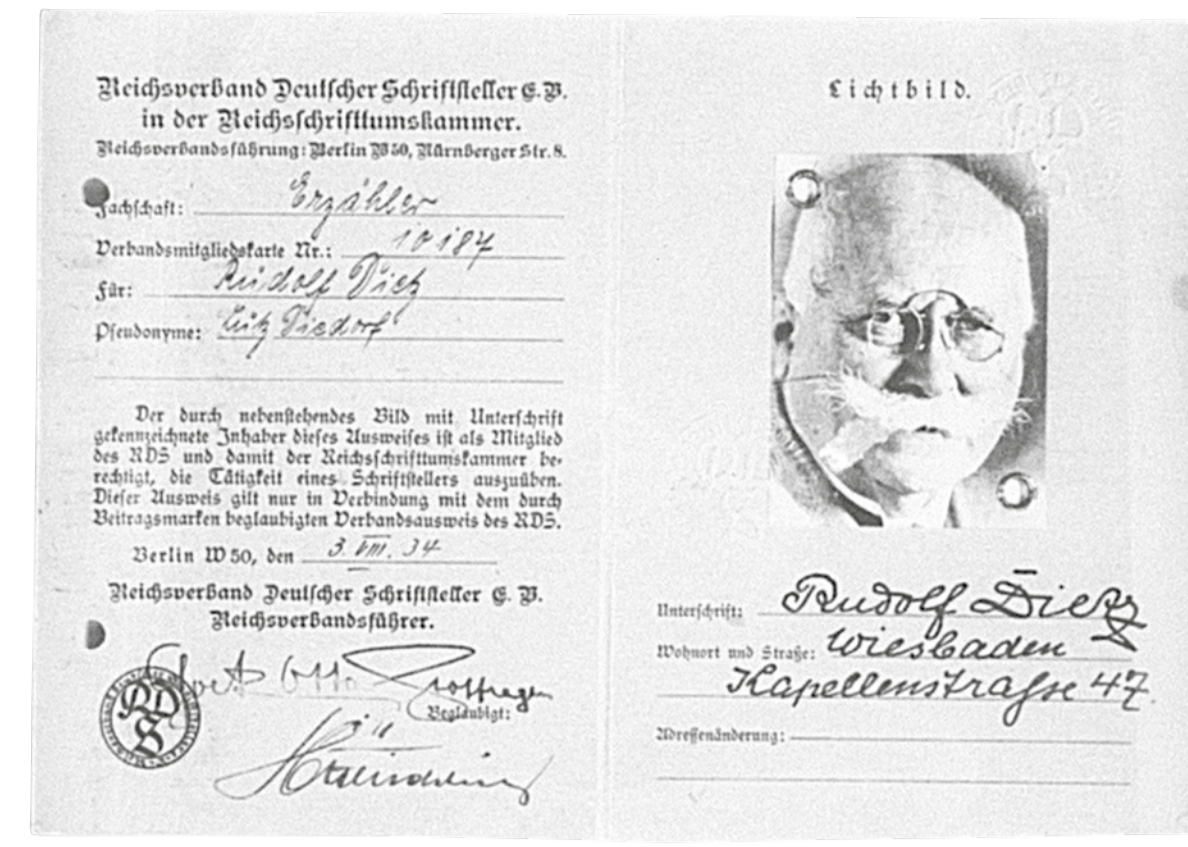 Reichsverband Deutscher Schriftsteller E. V.
in der Reichsschrifttumskammer.
Reichsverbandsführung: Berlin W 50, Nürnberger Str. 8.
Fachschaft: Erzähler
Verbandsmitgliedskarte Nr.: 10187
Für: Rudolf Dietz
Pseudonyme: Lutz Diedorf
Der durch nebenstehendes Bild mit Unterschrift
gekennzeichnete Inhaber dieses Ausweises ist als Mitglied
des RDS und damit der Reichsschrifttumskammer be-
rechtigt, die Tätigkeit eines Schriftstellers auszuüben.
Dieser Ausweis gilt nur in Verbindung mit dem durch
Beitragsmarken beglaubigten Verbandsausweis des RDS.
Berlin W 50, den 3. VIII. 34
Reichsverband Deutscher Schriftsteller E. V.
Reichsverbandsführer.
RDS
Beglaubigt:
Lichtbild.
Unterschrift: Rudolf Dietz
Wohnort und Straße: Wiesbaden
Kapellenstrasse 47.
Adressenänderung: